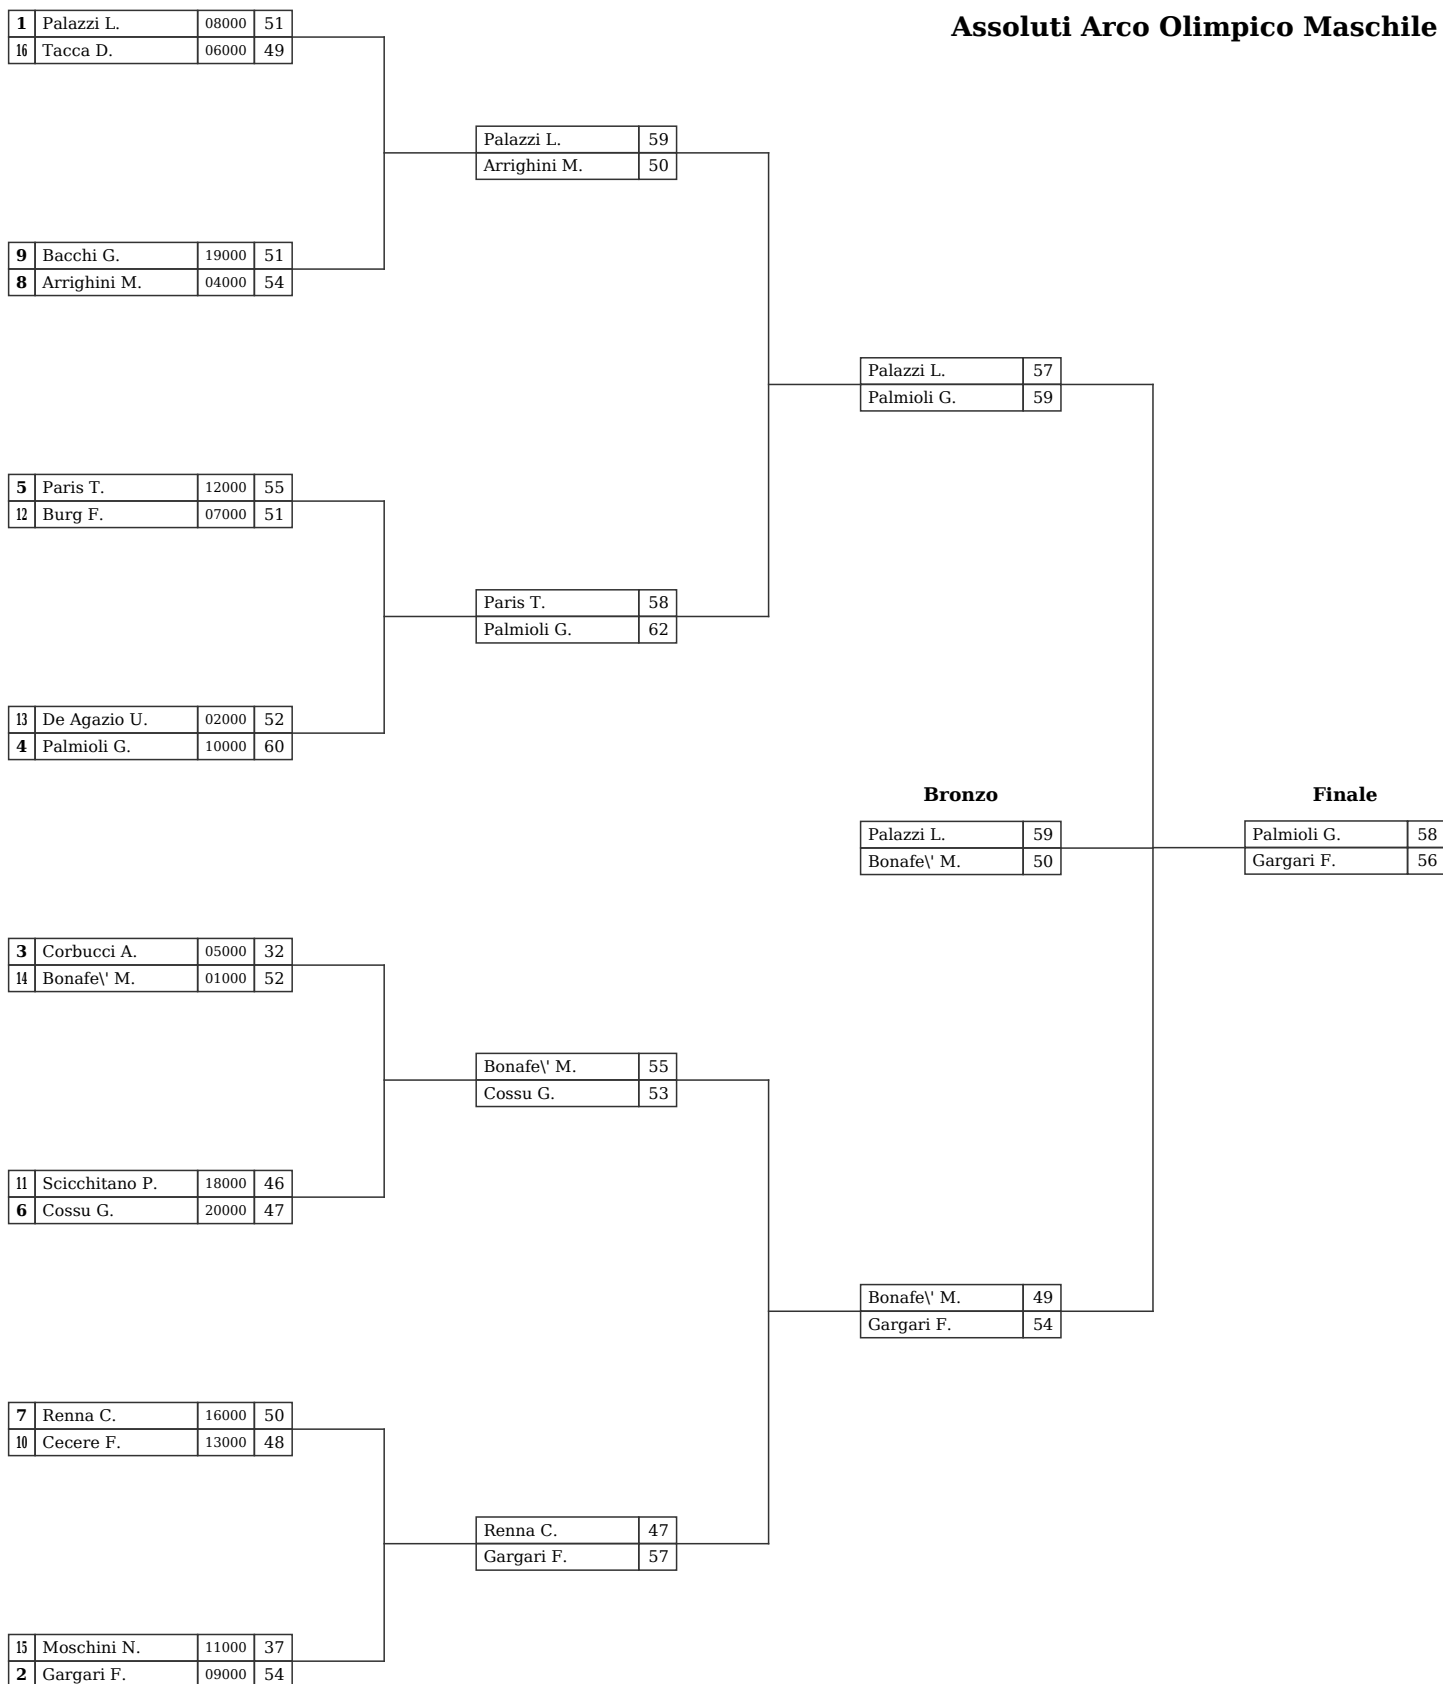 Assoluti Arco Olimpico Maschile
1 Palazzi L. 08000 51
16 Tacca D. 06000 49
Palazzi L. 59
Arrighini M. 50
9 Bacchi G. 19000 51
8 Arrighini M. 04000 54
Palazzi L. 57
Palmioli G. 59
5 Paris T. 12000 55
12 Burg F. 07000 51
Paris T. 58
Palmioli G. 62
13 De Agazio U. 02000 52
4 Palmioli G. 10000 60
Bronzo
Palazzi L. 59
Bonafe\' M. 50
Finale
Palmioli G. 58
Gargari F. 56
3 Corbucci A. 05000 32
14 Bonafe\' M. 01000 52
Bonafe\' M. 55
Cossu G. 53
11 Scicchitano P. 18000 46
6 Cossu G. 20000 47
Bonafe\' M. 49
Gargari F. 54
7 Renna C. 16000 50
10 Cecere F. 13000 48
Renna C. 47
Gargari F. 57
15 Moschini N. 11000 37
2 Gargari F. 09000 54